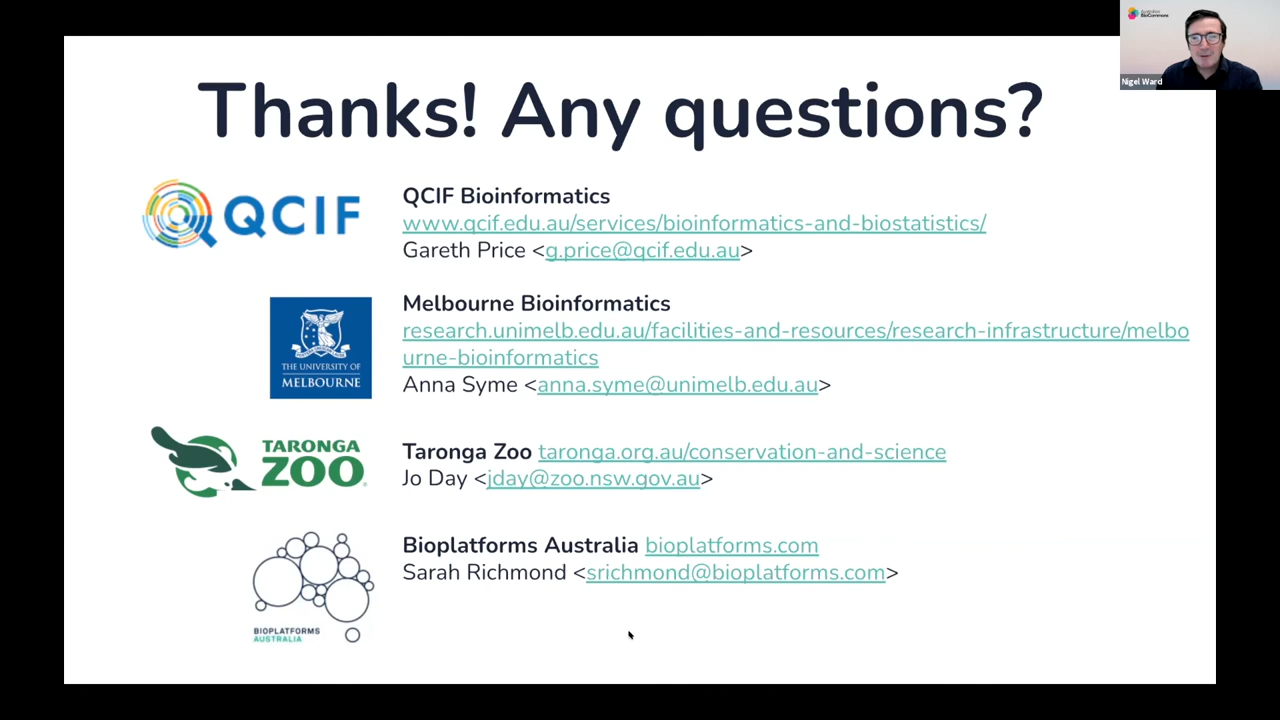 Australian
BioCommons
Nigel Ward
Thanks! Any questions?
QCIF
QCIF Bioinformatics
www.qcif.edu.au/services/bioinformatics-and-biostatistics/
Gareth Price <g.price@qcif.edu.au>
THE UNIVERSITY OF
MELBOURNE
Melbourne Bioinformatics
research.unimelb.edu.au/facilities-and-resources/research-infrastructure/melbo
urne-bioinformatics
Anna Syme <anna.syme@unimelb.edu.au>
TARONGA
ZOO
Taronga Zoo taronga.org.au/conservation-and-science
Jo Day <jday@zoo.nsw.gov.au>
BIOPLATFORMS
AUSTRALIA
Bioplatforms Australia bioplatforms.com
Sarah Richmond <srichmond@bioplatforms.com>